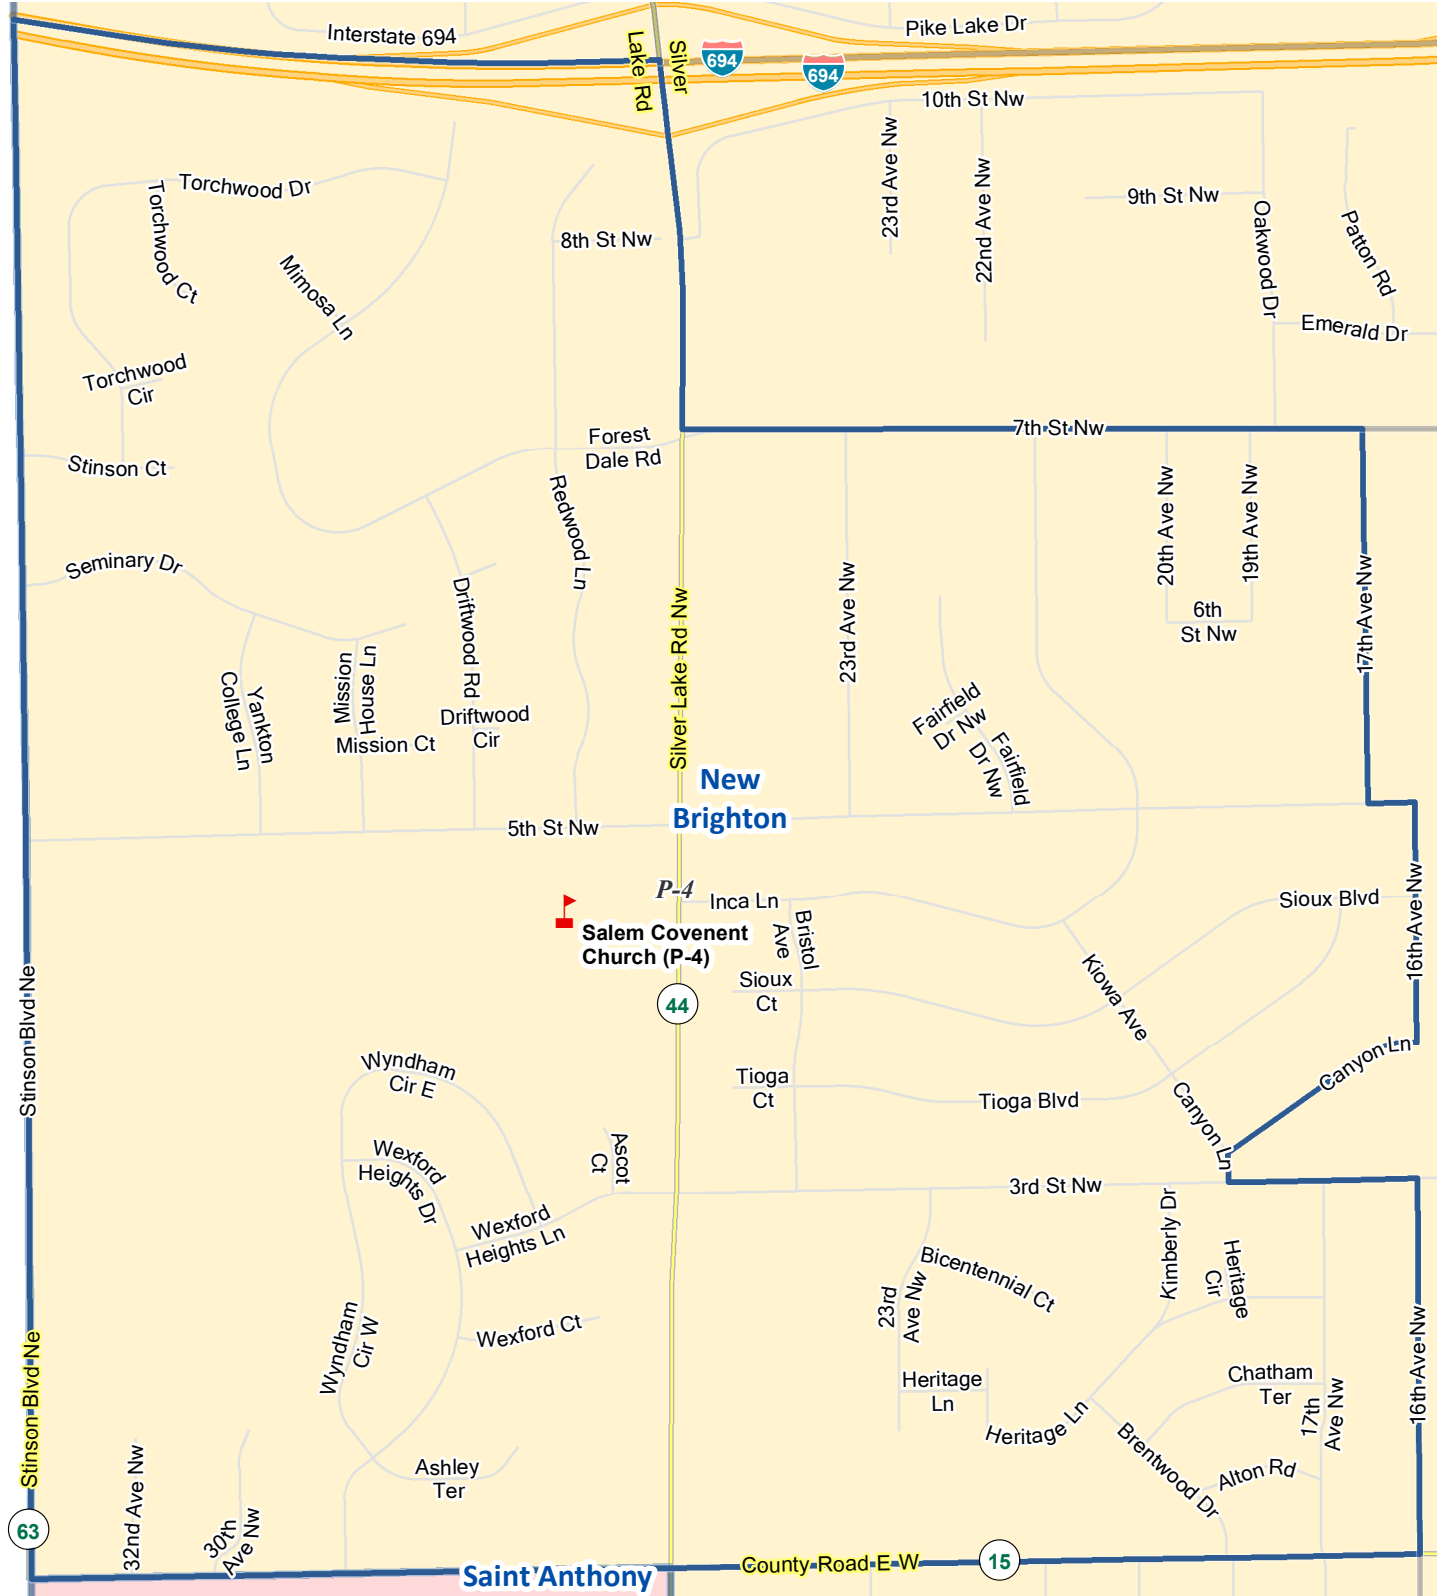 Interstate 694
Lake Rd
Silver
694
694
Pike Lake Dr
10th St Nw
23rd Ave Nw
22nd Ave Nw
9th St Nw
Oakwood Dr
Patton Rd
Emerald Dr
Torchwood Dr
Torchwood Ct
8th St Nw
Mimosa Ln
Torchwood
Cir
Forest
Dale Rd
7th St Nw
Stinson Ct
Redwood Ln
20th Ave Nw
19th Ave Nw
Seminary Dr
Driftwood Rd
Silver Lake Rd Nw
23rd Ave Nw
17th Ave Nw
6th
St Nw
Yankton
College Ln
Mission
House Ln
Mission Ct
Driftwood
Cir
Fairfield
Dr Nw
Fairfield
Dr Nw
New
Brighton
5th St Nw
P-4
Inca Ln
Sioux Blvd
16th Ave Nw
Salem Covenent
Church (P-4)
Bristol
Ave
Sioux
Ct
Kiowa Ave
Stinson Blvd Ne
44
Canyon Ln
Wyndham
Cir E
Tioga
Ct
Tioga Blvd
Canyon Ln
Ascot
Ct
Wexford
Heights Dr
3rd St Nw
Kimberly Dr
Wexford
Heights Ln
Bicentennial Ct
Heritage
Cir
23rd
Ave Nw
Wexford Ct
Wyndham
Cir W
16th Ave Nw
Stinson Blvd Ne
Heritage
Ln
Chatham
Ter
17th
Ave Nw
Heritage Ln
Brentwood Dr
Alton Rd
Ashley
Ter
32nd Ave Nw
30th
Ave Nw
63
Saint Anthony
County Road E W
15